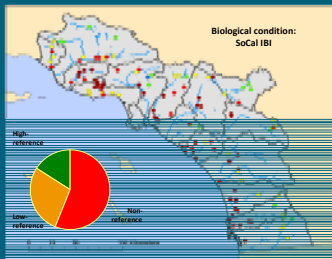 Biological condition:
SoCal IBI
High-
reference
Low-
reference
Non-
reference